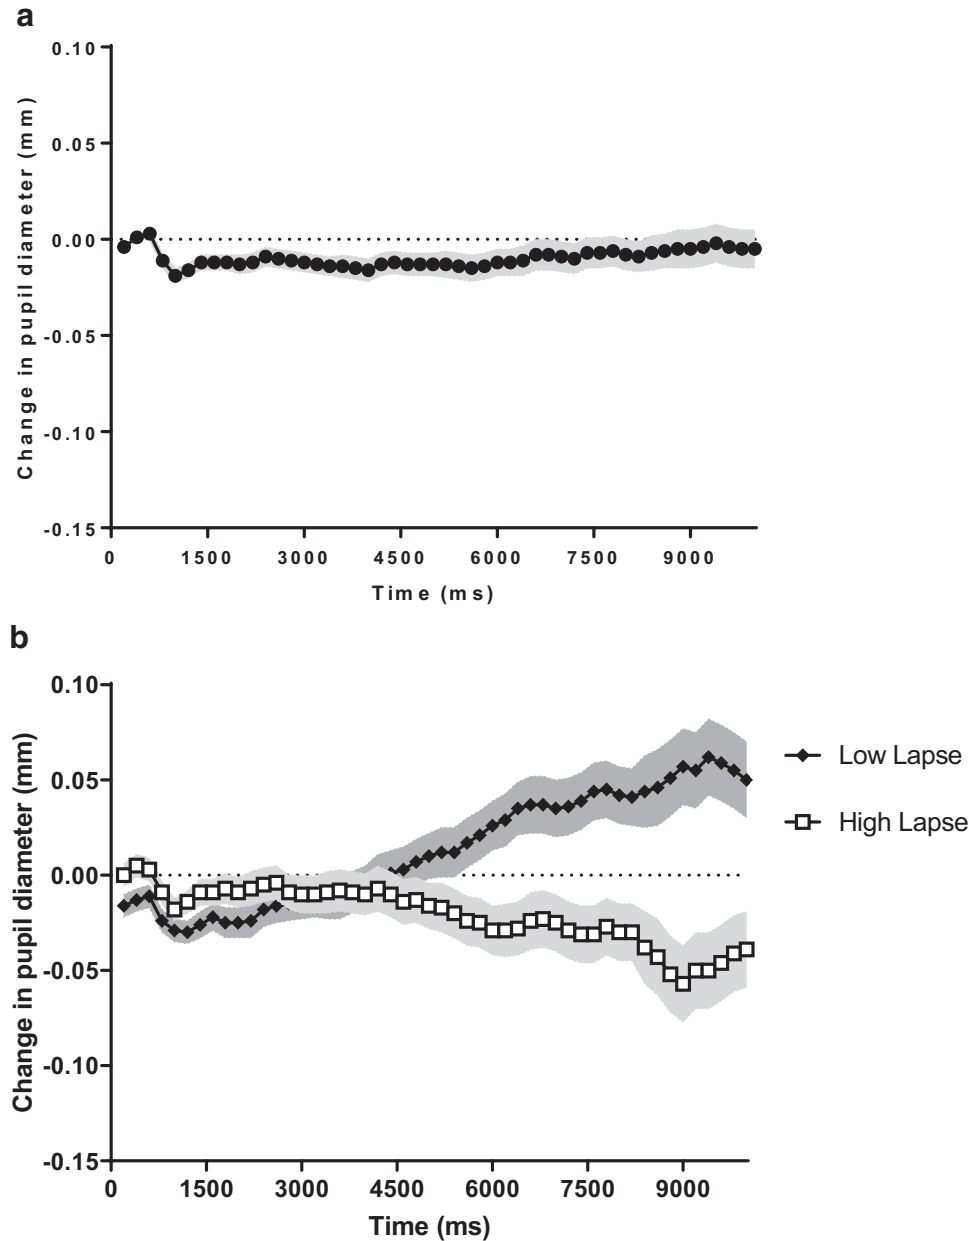 a
0.10
0.05
0.00
-0.05
-0.10
-0.15
Change in pupil diameter (mm)
0 1500 3000 4500 6000 7500 9000
Time (ms)
b
0.10
0.05
0.00
-0.05
-0.10
-0.15
Change in pupil diameter (mm)
0 1500 3000 4500 6000 7500 9000
Time (ms)
Low Lapse
High Lapse